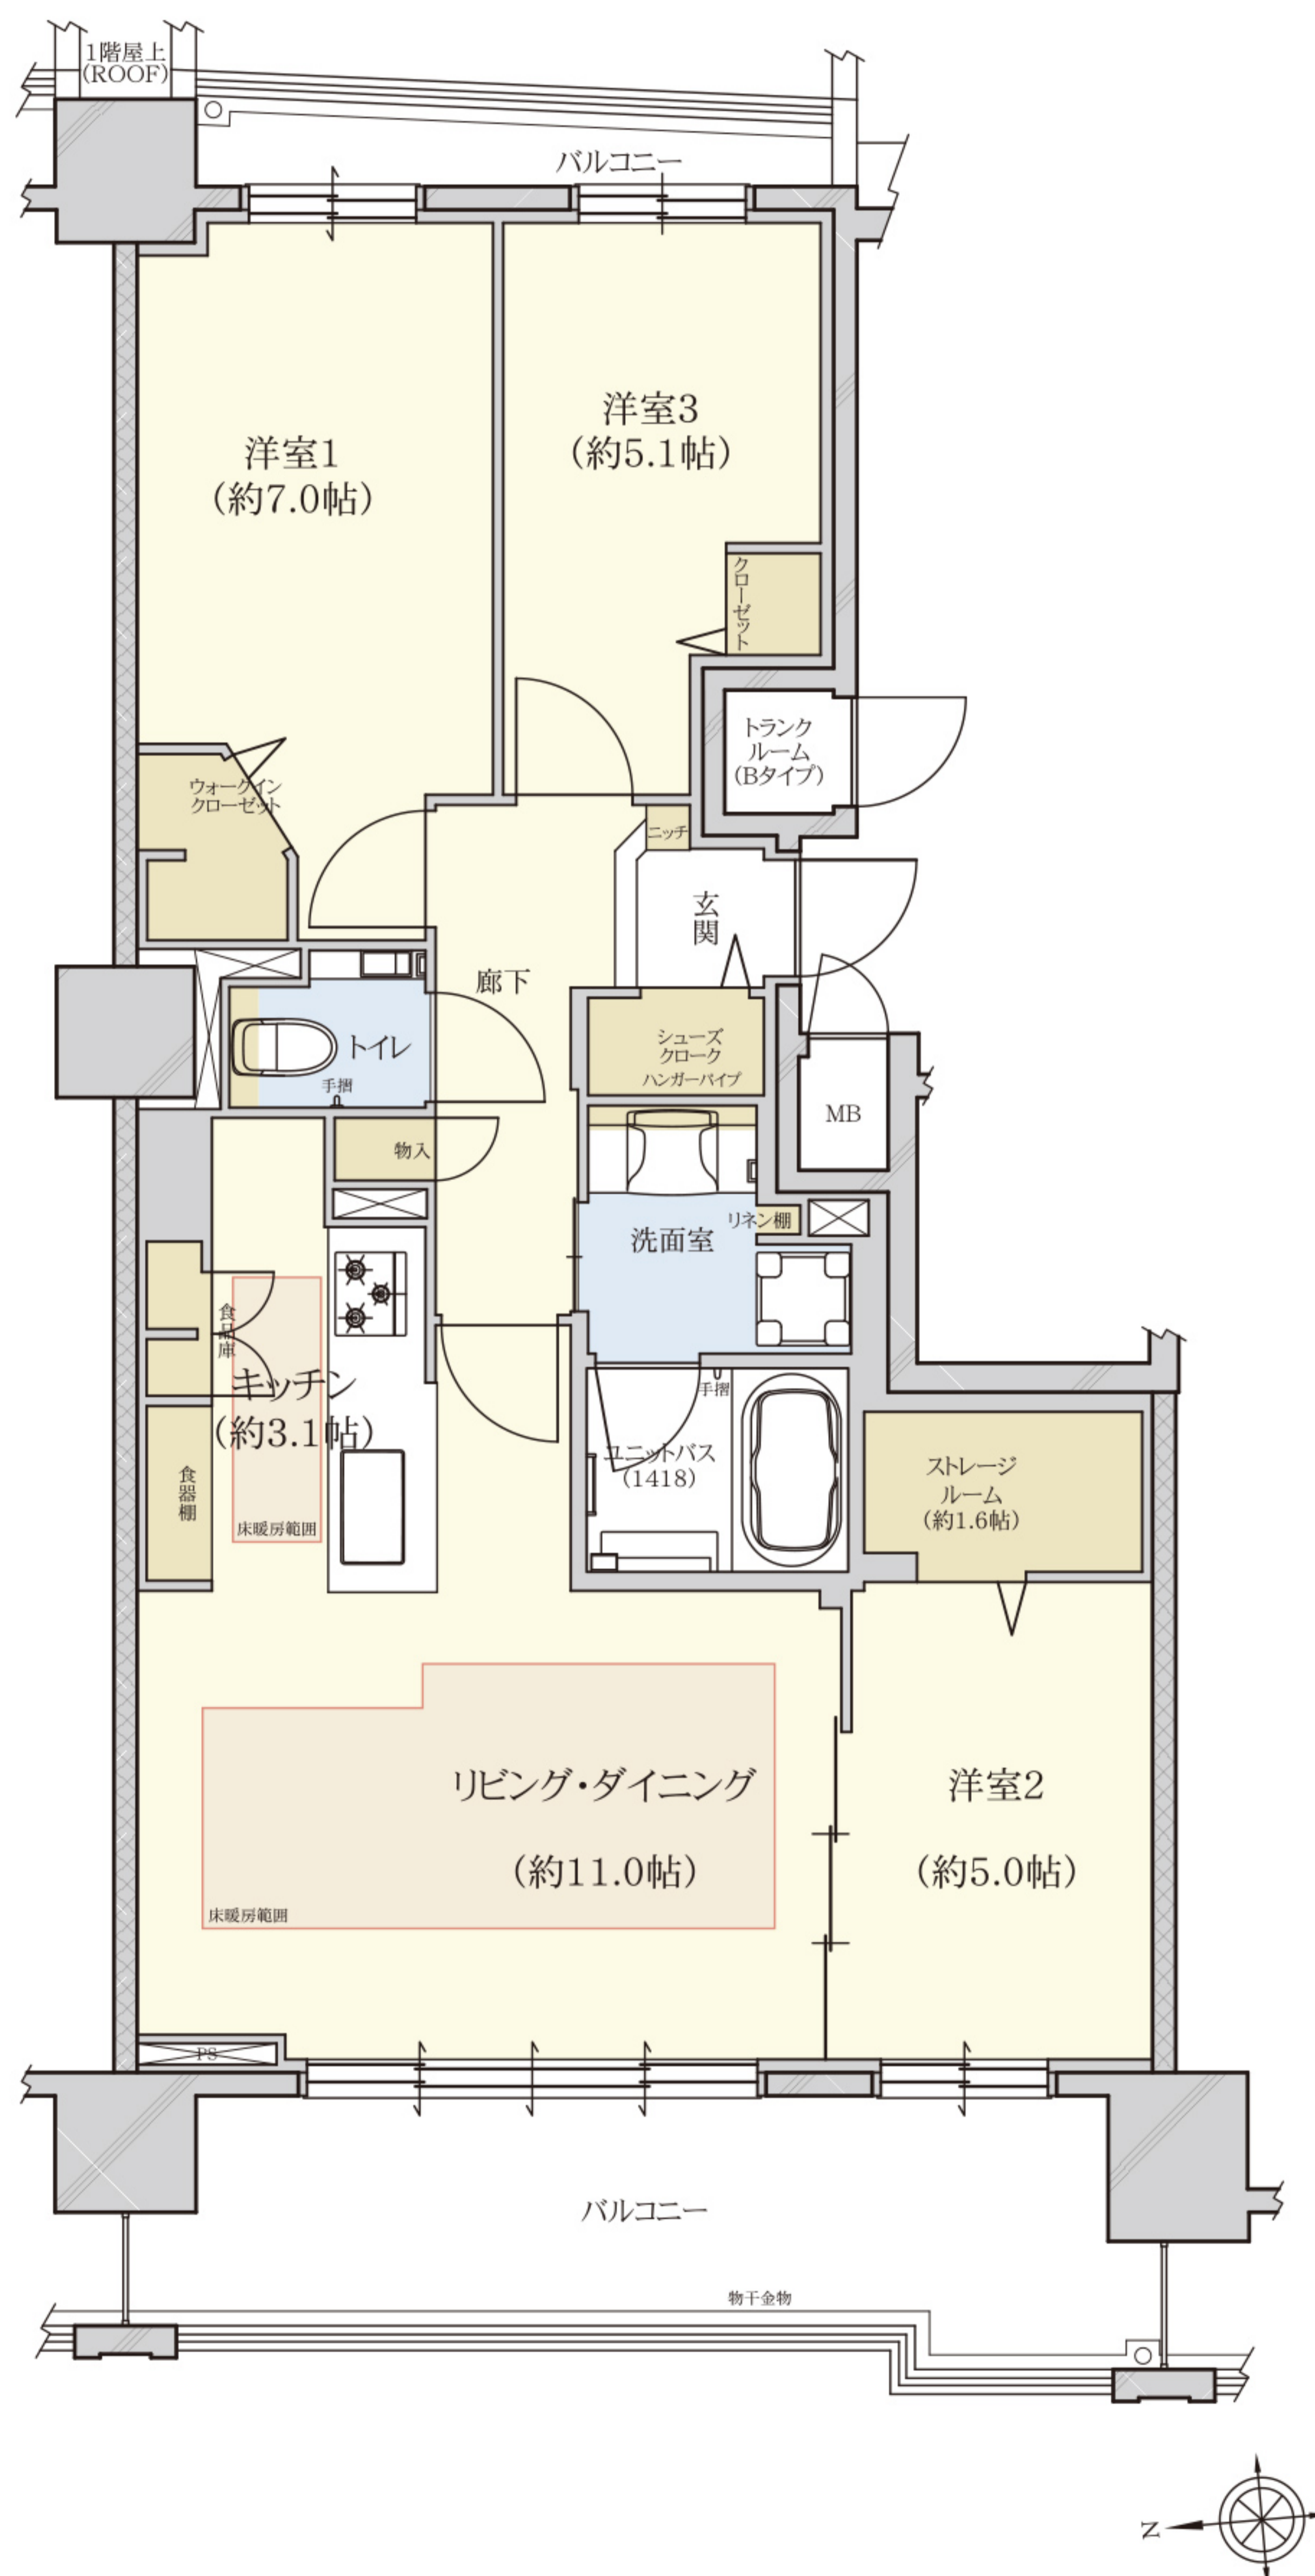 1階屋上
(ROOF)
バルコニー
洋室1
(約7.0帖)
洋室3
(約5.1帖)
クローゼット
トランク
ルーム
(Bタイプ)
ウォークイン
クローゼット
ニッチ
玄関
廊下
シューズ
クローク
ハンガーパイプ
トイレ
手摺
MB
物入
リネン棚
洗面室
食品庫
キッチン
(約3.1帖)
手摺
ユニットバス
(1418)
食器棚
床暖房範囲
ストレージ
ルーム
(約1.6帖)
リビング・ダイニング
(約11.0帖)
洋室2
(約5.0帖)
床暖房範囲
PS
バルコニー
物干金物
N